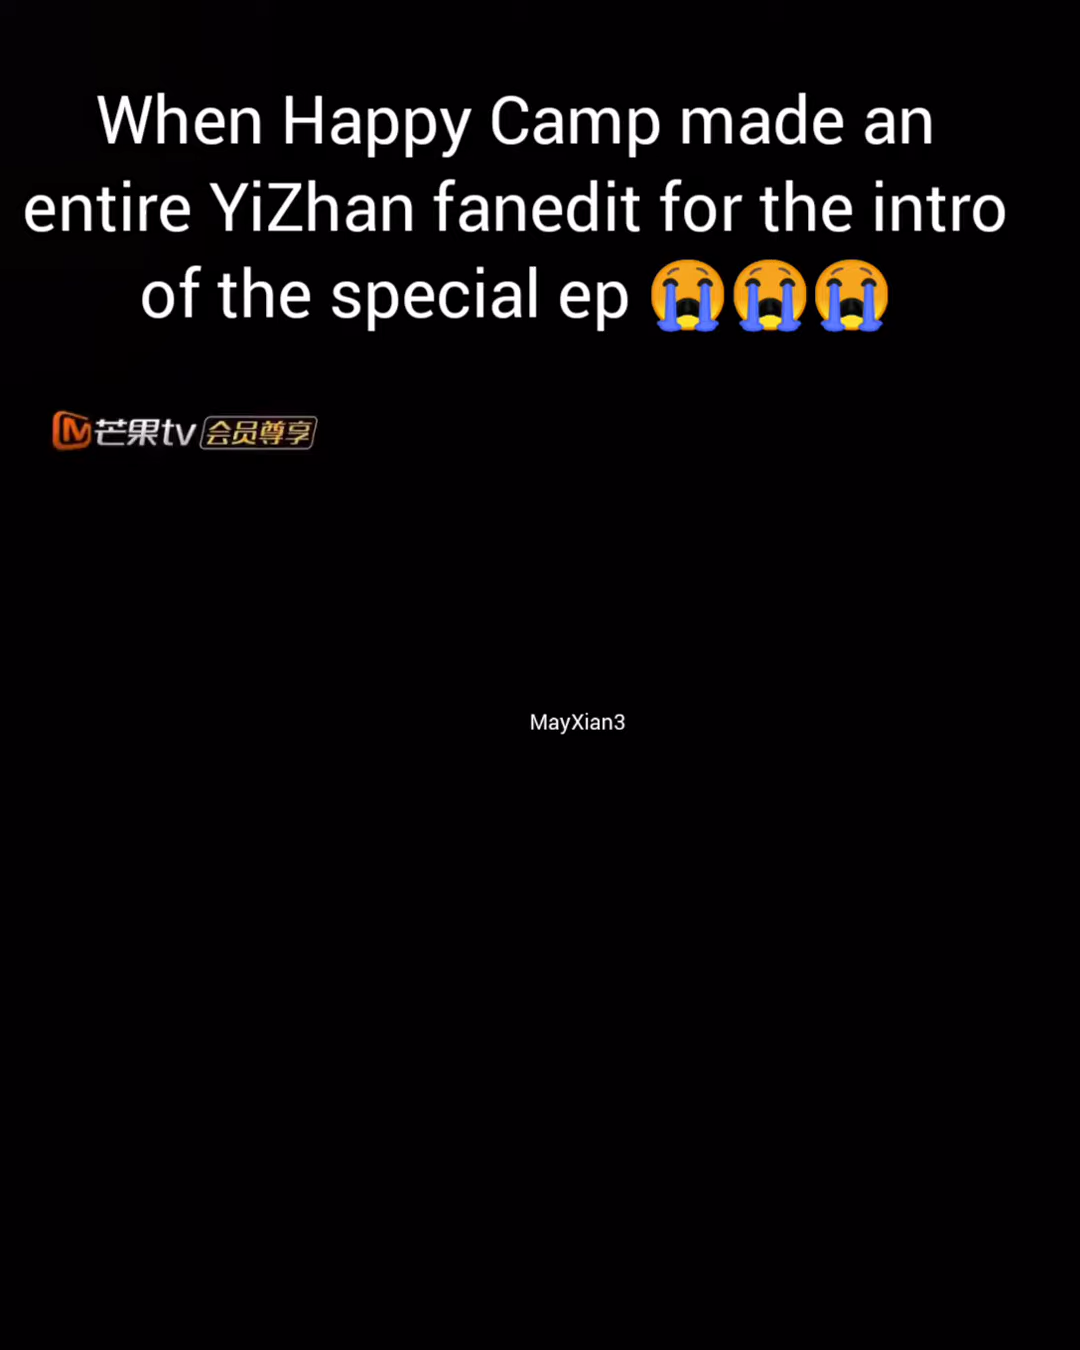 When Happy Camp made an
entire YiZhan fanedit for the intro
of the special ep 😭😭😭
芒果tv 会员尊享
MayXian3